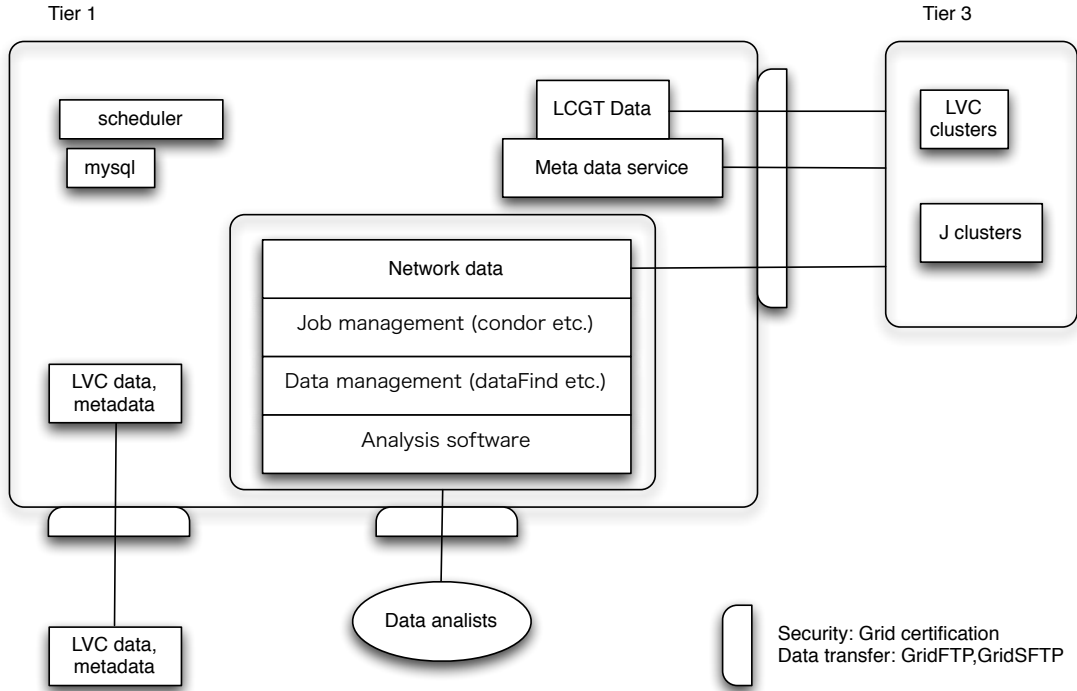 Tier 1
Tier 3
scheduler
mysql
LCGT Data
Meta data service
LVC
clusters
J clusters
Network data
Job management (condor etc.)
Data management (dataFind etc.)
Analysis software
LVC data,
metadata
Data analists
LVC data,
metadata
Security: Grid certification
Data transfer: GridFTP,GridSFTP